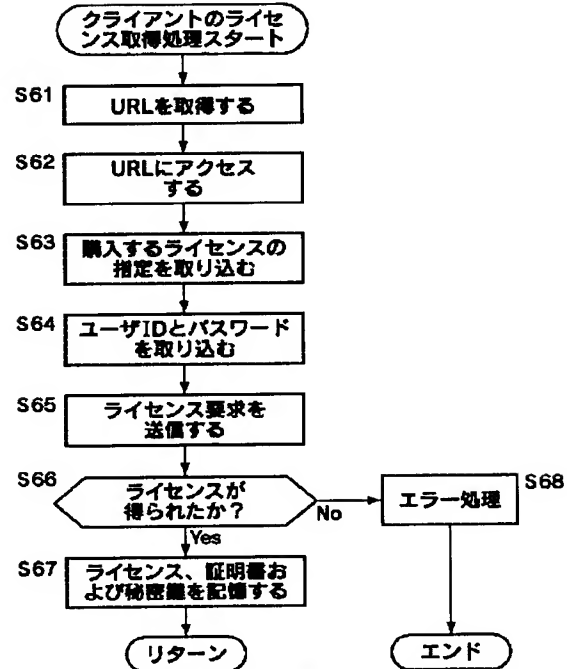 クライアントのライセ
ンス取得処理スタート
S61
URLを取得する
S62
URLにアクセス
する
S63
購入するライセンスの
指定を取り込む
S64
ユーザIDとパスワード
を取り込む
S65
ライセンス要求を
送信する
S66
ライセンスが
得られたか？
No
S68
エラー処理
Yes
S67
ライセンス、証明書お
よび秘密鍵を記憶する
リターン
エンド